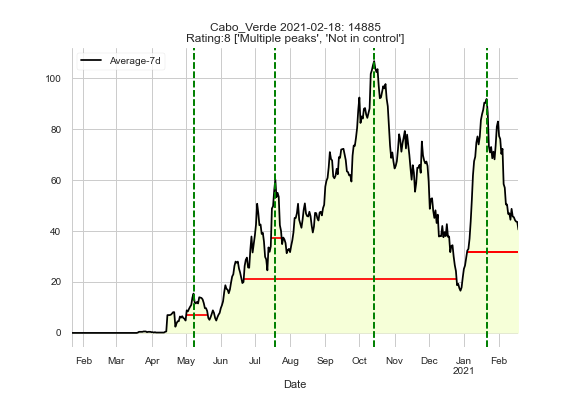 Cabo_Verde 2021-02-18: 14885
Rating:8 ['Multiple peaks', 'Not in control']
Average-7d
100
80
60
40
20
0
Feb Mar Apr May Jun Jul Aug Sep Oct Nov Dec Jan Feb
2021
Date